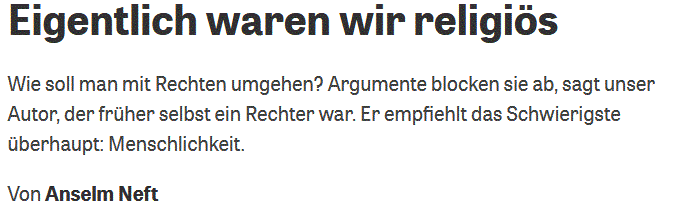 Eigentlich waren wir religiös
Wie soll man mit Rechten umgehen? Argumente blocken sie ab, sagt unser
Autor, der früher selbst ein Rechter war. Er empfiehlt das Schwierigste
überhaupt: Menschlichkeit.
Von Anselm Neft